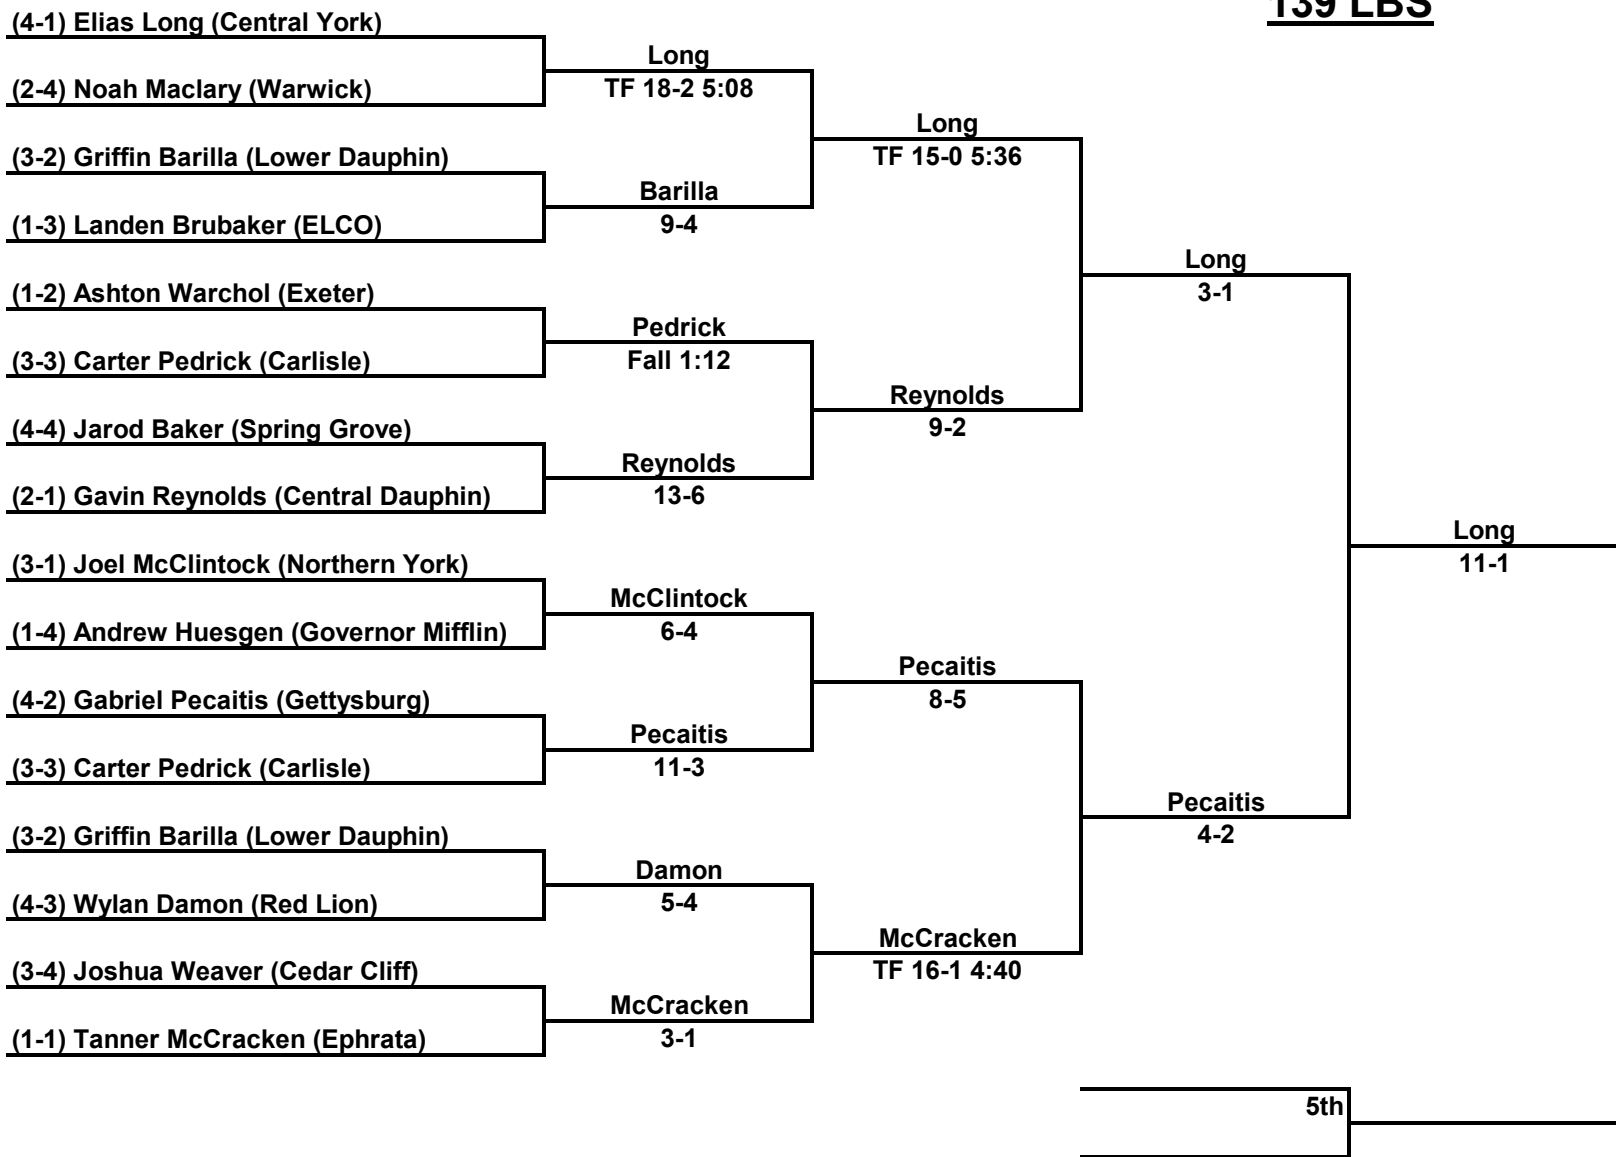 139 LBS
(4-1) Elias Long (Central York)
Long
(2-4) Noah Maclary (Warwick)
TF 18-2 5:08
Long
(3-2) Griffin Barilla (Lower Dauphin)
TF 15-0 5:36
Barilla
(1-3) Landen Brubaker (ELCO)
9-4
Long
(1-2) Ashton Warchol (Exeter)
3-1
Pedrick
(3-3) Carter Pedrick (Carlisle)
Fall 1:12
Reynolds
(4-4) Jarod Baker (Spring Grove)
9-2
Reynolds
(2-1) Gavin Reynolds (Central Dauphin)
13-6
Long
11-1
(3-1) Joel McClintock (Northern York)
McClintock
(1-4) Andrew Huesgen (Governor Mifflin)
6-4
Pecaitis
(4-2) Gabriel Pecaitis (Gettysburg)
8-5
Pecaitis
(3-3) Carter Pedrick (Carlisle)
11-3
Pecaitis
(3-2) Griffin Barilla (Lower Dauphin)
4-2
Damon
(4-3) Wylan Damon (Red Lion)
5-4
McCracken
(3-4) Joshua Weaver (Cedar Cliff)
TF 16-1 4:40
McCracken
(1-1) Tanner McCracken (Ephrata)
3-1
5th